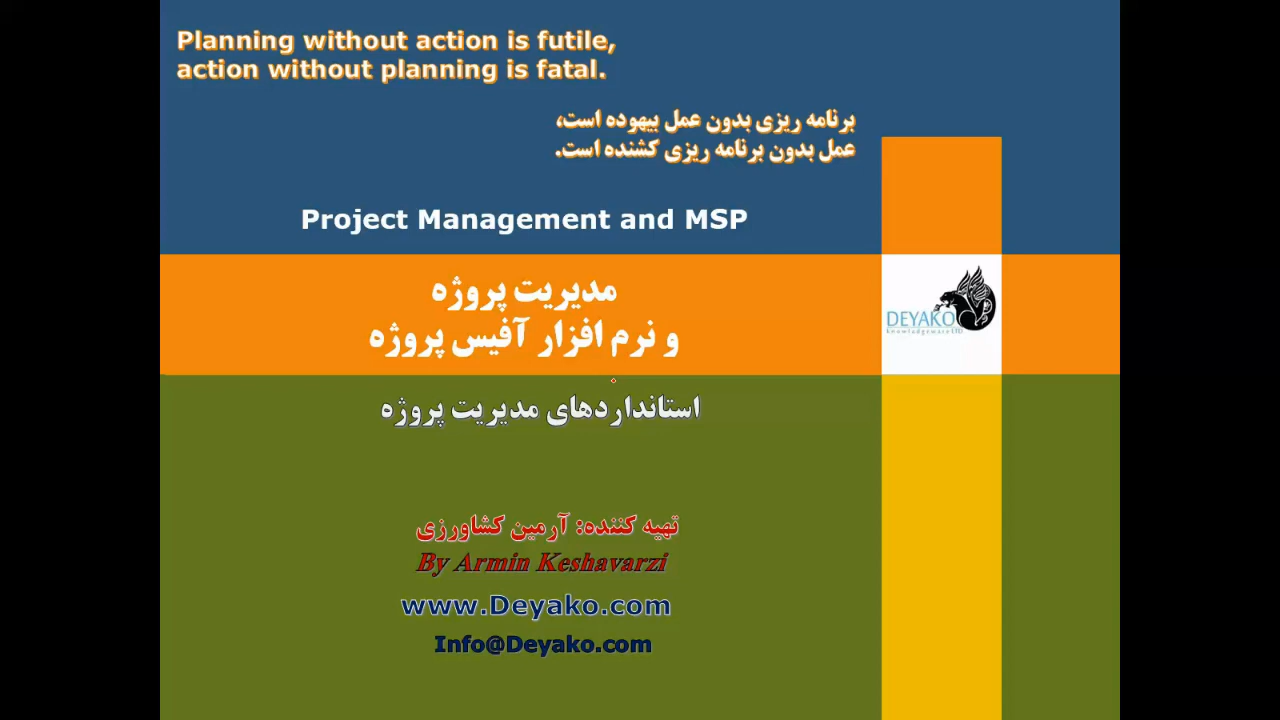 Planning without action is futile,
action without planning is fatal.
برنامه ریزی بدون عمل بیهوده است،
عمل بدون برنامه ریزی کشنده است.
Project Management and MSP
مدیریت پروژه
و نرم افزار آفیس پروژه
DEYAKO
Knowledgeware LTD
استانداردهای مدیریت پروژه
تهیه کننده: آرمین کشاورزی
By Armin Keshavarzi
www.Deyako.com
Info@Deyako.com